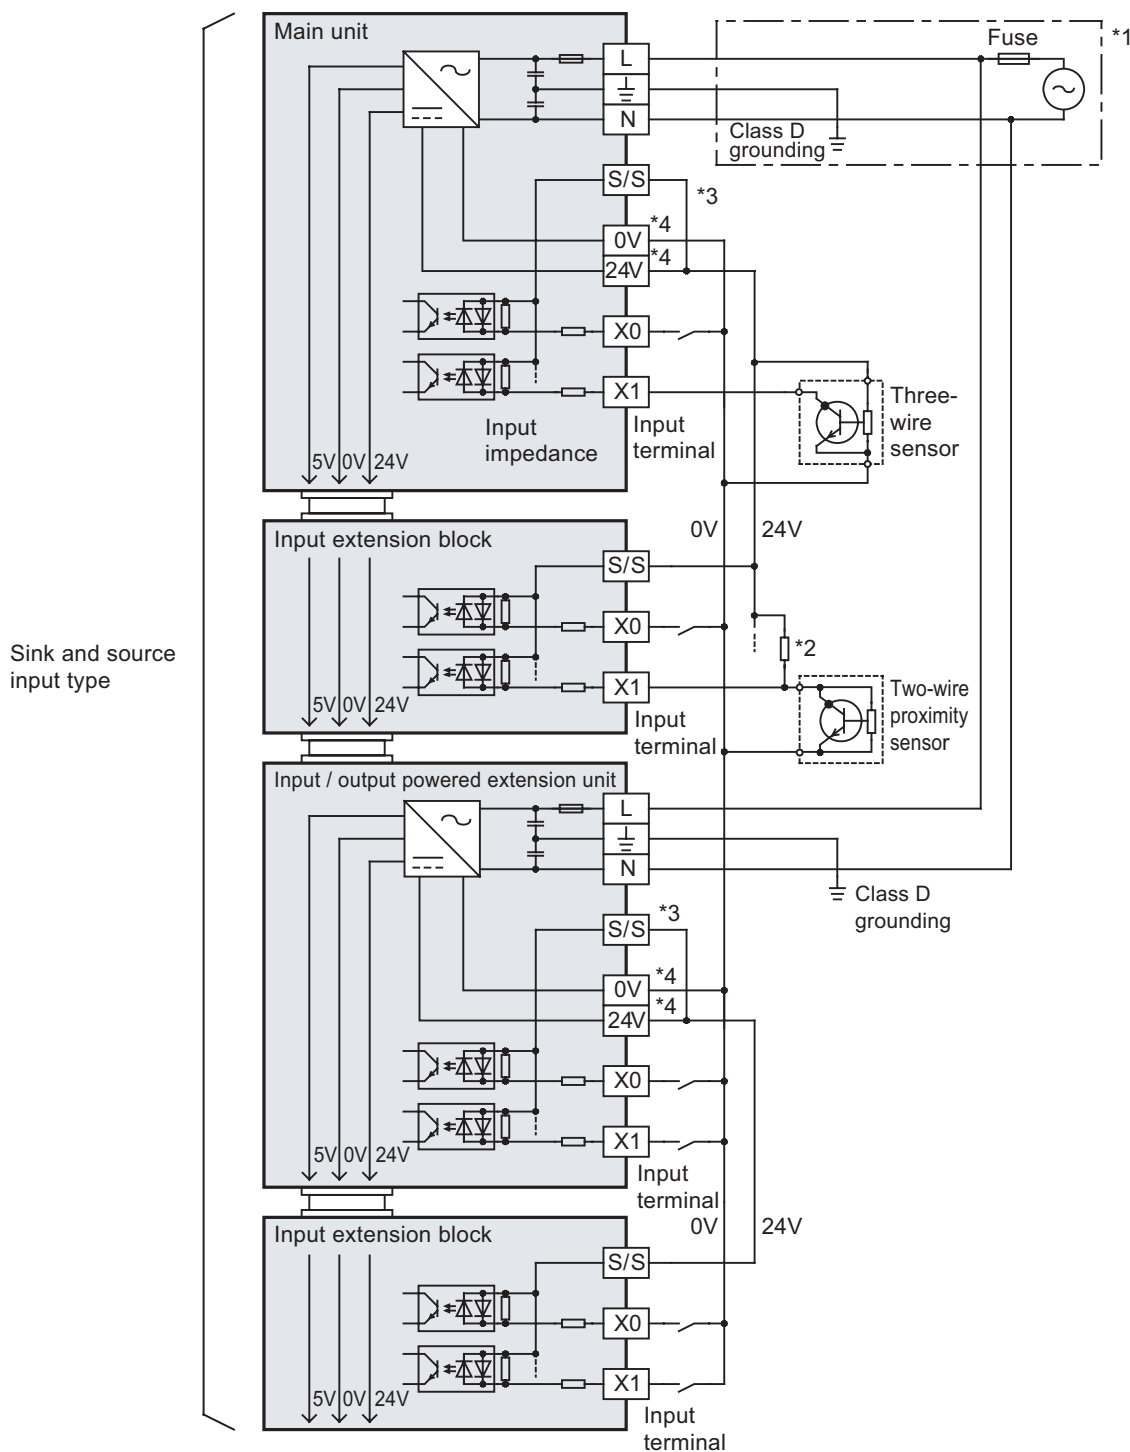 Main unit
L
N
Fuse
*1
Class D
grounding
S/S
*3
0V
*4
24V
*4
X0
X1
Input
impedance
Input
terminal
Three-
wire
sensor
5V 0V 24V
0V 24V
Input extension block
S/S
X0
X1
*2
Sink and source
input type
5V 0V 24V
Input
terminal
Two-wire
proximity
sensor
Input / output powered extension unit
L
N
Class D
grounding
S/S
*3
0V
*4
24V
*4
X0
X1
5V 0V 24V
Input
terminal
0V 24V
Input extension block
S/S
X0
X1
5V 0V 24V
Input
terminal